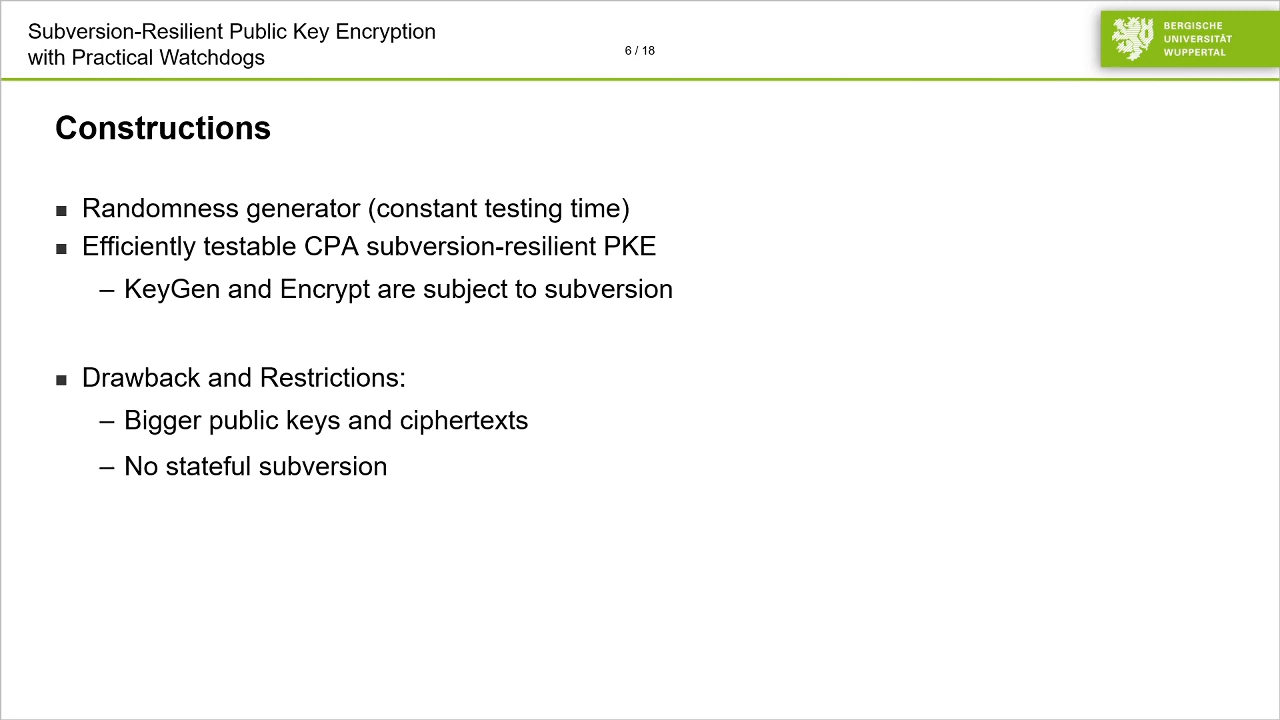 Subversion-Resilient Public Key Encryption
with Practical Watchdogs
6 / 18
BERGISCHE
UNIVERSITÄT
WUPPERTAL
Constructions
▪ Randomness generator (constant testing time)
▪ Efficiently testable CPA subversion-resilient PKE
– KeyGen and Encrypt are subject to subversion
▪ Drawback and Restrictions:
– Bigger public keys and ciphertexts
– No stateful subversion